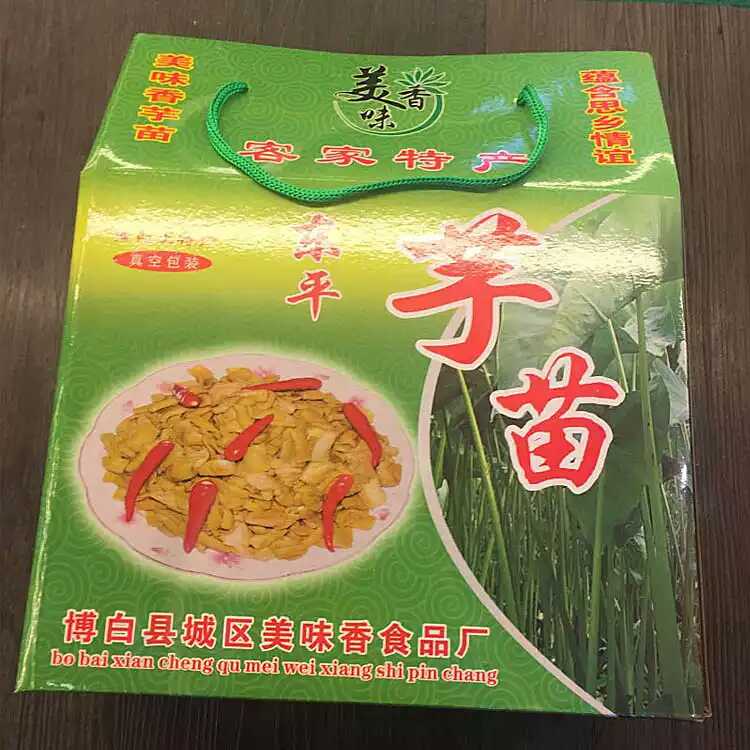 美味香芋苗
美香味
蕴含思乡情谊
客家特产
东平
芋苗
真空包装
博白县城区美味香食品厂
bo bai xian cheng qu mei wei xiang shi pin chang